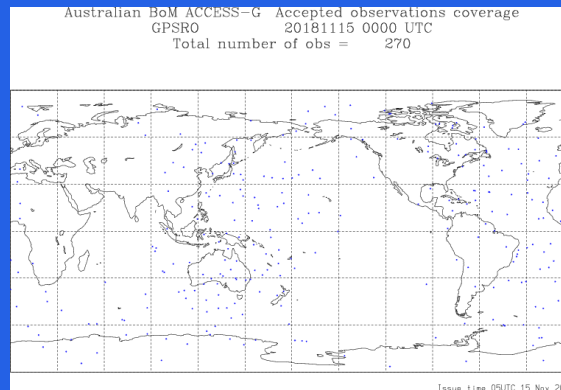 Australian BoM ACCESS-G Accepted observations coverage
GPSRO 20181115 0000 UTC
Total number of obs = 270
Issue time 05UTC 15 Nov 20